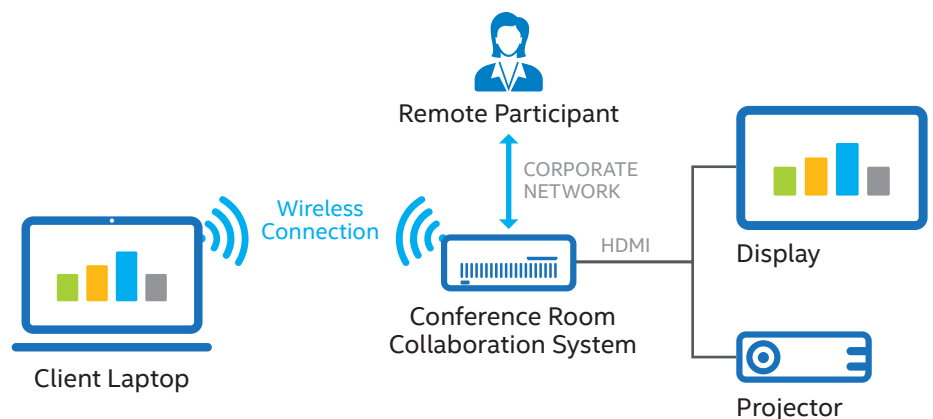 Remote Participant
CORPORATE
NETWORK
Wireless
Connection
HDMI
Display
Conference Room
Collaboration System
Client Laptop
Projector